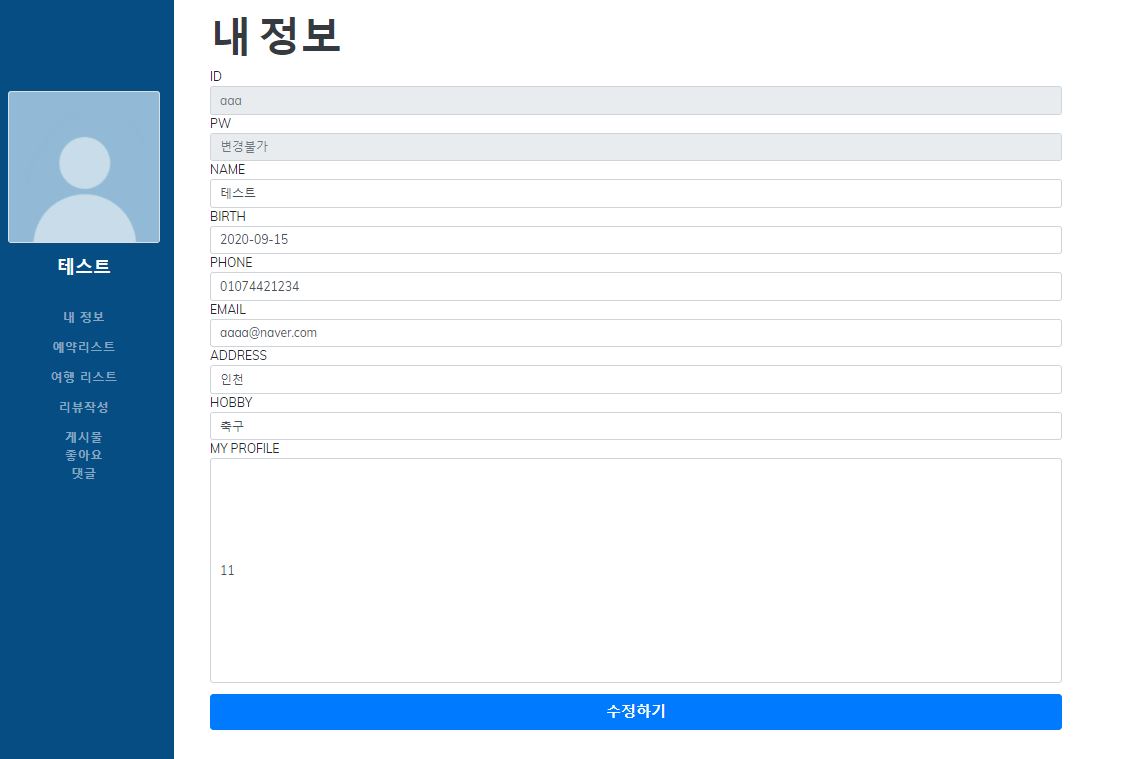 테스트
내 정보
예약리스트
여행 리스트
리뷰작성
게시물
좋아요
댓글
내 정보
ID
aaa
PW
변경불가
NAME
테스트
BIRTH
2020-09-15
PHONE
01074421234
EMAIL
aaaa@naver.com
ADDRESS
인천
HOBBY
축구
MY PROFILE
11
수정하기